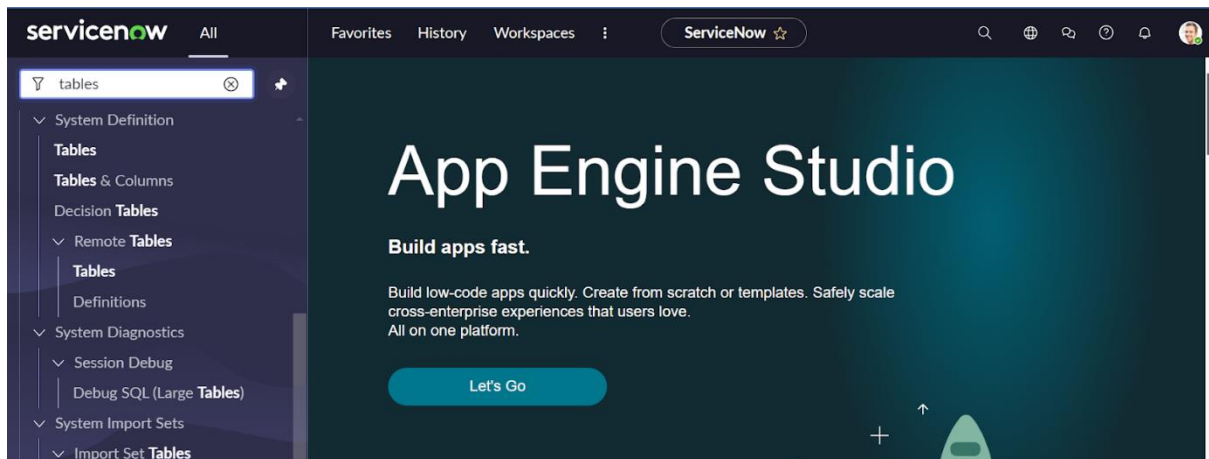 servicenow
All
Favorites
History
Workspaces
ServiceNow
tables
System Definition
Tables
Tables & Columns
Decision Tables
Remote Tables
Tables
Definitions
System Diagnostics
Session Debug
Debug SQL (Large Tables)
System Import Sets
Import Set Tables
App Engine Studio
Build apps fast.
Build low-code apps quickly. Create from scratch or templates. Safely scale
cross-enterprise experiences that users love.
All on one platform.
Let's Go